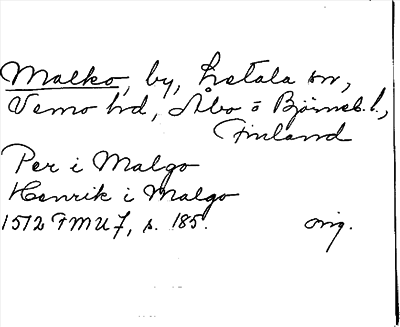 Malko, by, Letala sn,
Vemo hd, Åbo o Björneb. l.,
Finland
Per i Malgo
Henrik i Malgo
1512 FMU 7, s. 185. orig.